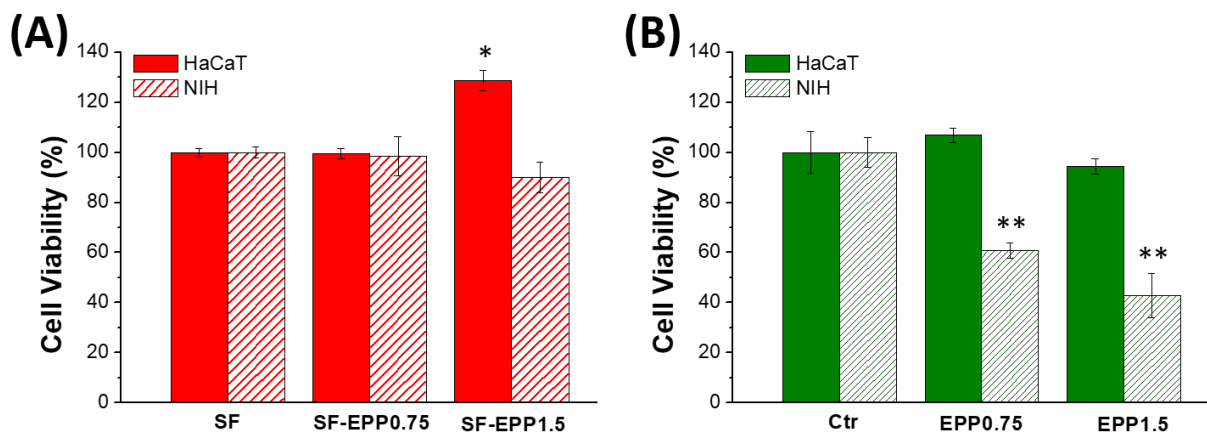 (A)
Cell Viability (%)
140
120
100
80
60
40
20
0
HaCaT
NIH
*
SF
SF-EPP0.75
SF-EPP1.5
(B)
Cell Viability (%)
140
120
100
80
60
40
20
0
HaCaT
NIH
**
**
Ctr
EPP0.75
EPP1.5